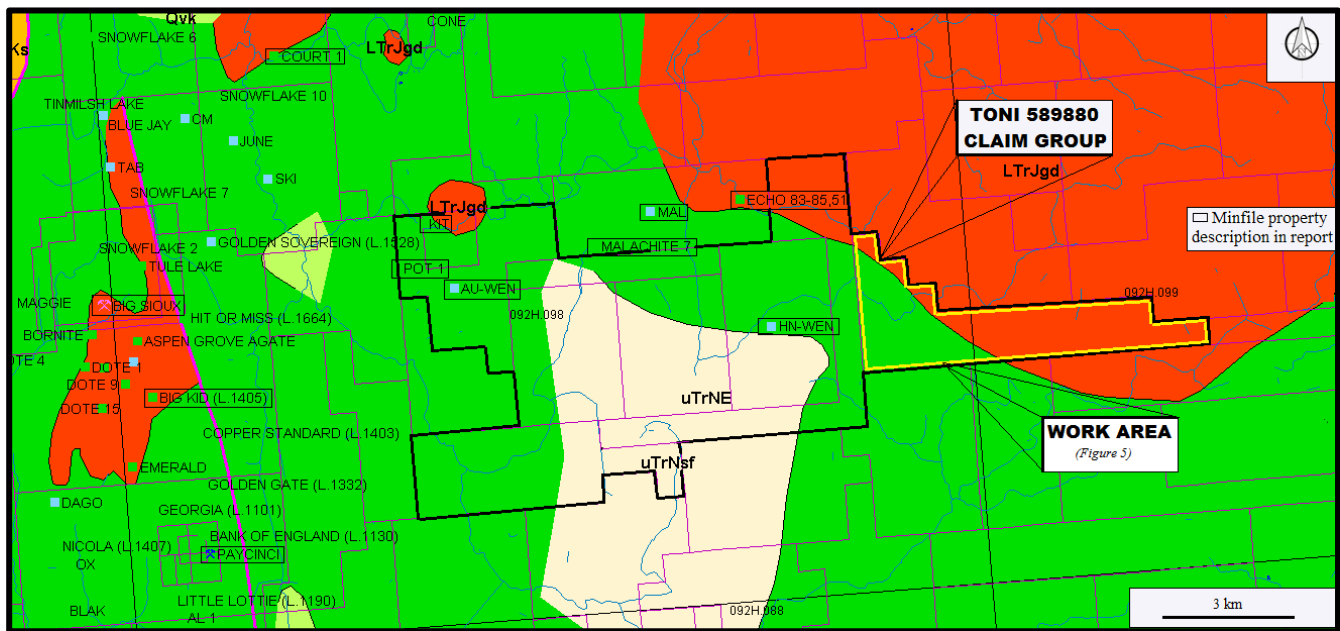 Qvk
CONE
SNOWFLAKE 6
LTrJgd
Ks
COURT 1
TONI 589880
CLAIM GROUP
LTrJgd
SNOWFLAKE 10
TINMILSH LAKE
BLUE JAY
CM
JUNE
TAB
SKI
SNOWFLAKE 7
ECHO 83-85,51
LTrJgd
MAL
KIT
Minfile property
description in report
GOLDEN SOVEREIGN (L.1528)
SNOWFLAKE 2
MALACHITE 7
TULE LAKE
POT 1
AU-WEN
092H.099
MAGGIE
BIG SIOUX
HIT OR MISS (L.1664)
092H.098
HN-WEN
BORNITE
ASPEN GROVE AGATE
OTE 4
DOTE 1
DOTE 9
BIG KID (L.1405)
uTrNE
DOTE 15
COPPER STANDARD (L.1403)
WORK AREA
(Figure 5)
uTrNsf
EMERALD
GOLDEN GATE (L.1332)
DAGO
GEORGIA (L.1101)
BANK OF ENGLAND (L.1130)
NICOLA (L.1407)
PAYCINCI
OX
LITTLE LOTTIE (L.1190)
BLAK
AL 1
092H.088
3 km